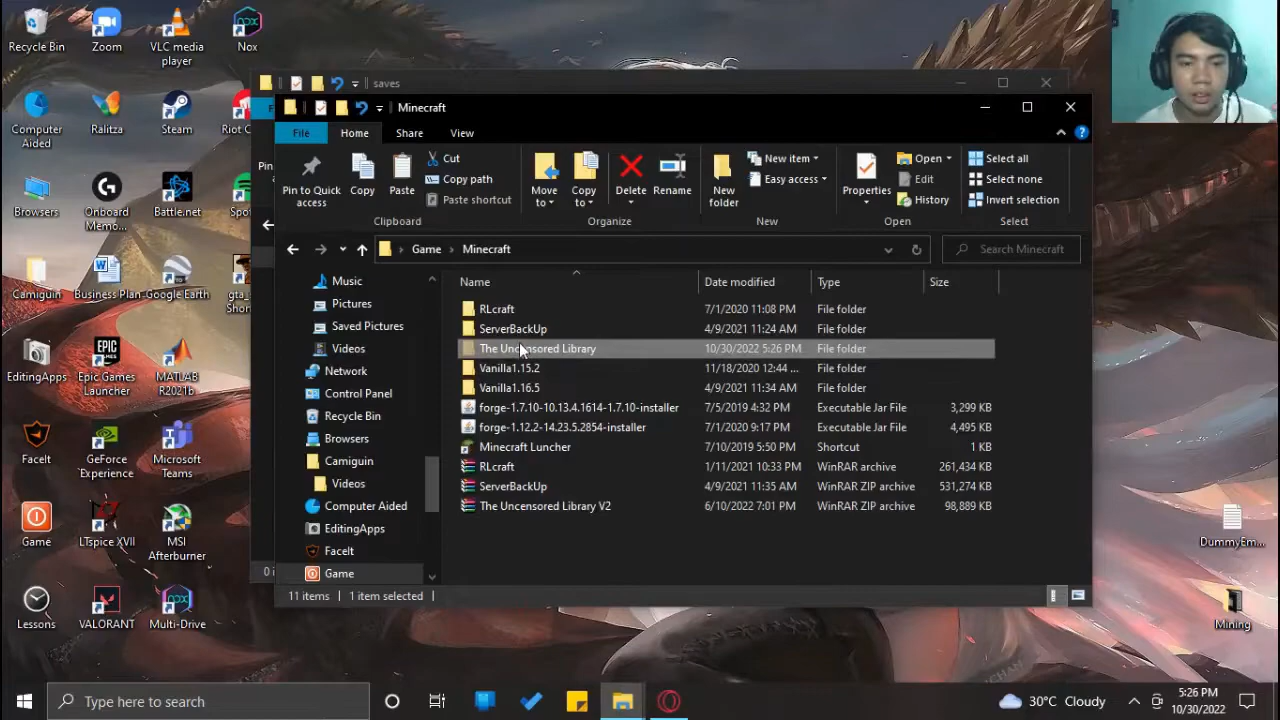 Recycle Bin
Zoom
VLC media player
Nox
Computer Aided
Ralitza
Steam
Riot C
Browsers
Onboard Memo...
Battle.net
Spot
Camiguin
Business Plan
Google Earth
gta_
Shor
EditingApps
Epic Games Launcher
MATLAB R2021b
FaceIt
GeForce Experience
Microsoft Teams
Game
LTspice XVII
MSI Afterburner
Lessons
VALORANT
Multi-Drive
DummyEm...
Mining
saves
Pin
0 i
Minecraft
File Home Share View
Pin to Quick access
Copy
Paste
Cut
Copy path
Paste shortcut
Clipboard
Move to
Copy to
Delete
Rename
Organize
New folder
New item
Easy access
New
Properties
Open
Edit
History
Open
Select all
Select none
Invert selection
Select
Game > Minecraft
Search Minecraft
Music
Pictures
Saved Pictures
Videos
Network
Control Panel
Recycle Bin
Browsers
Camiguin
Videos
Computer Aided
EditingApps
FaceIt
Game
Name Date modified Type Size
RLcraft 7/1/2020 11:08 PM File folder
ServerBackUp 4/9/2021 11:24 AM File folder
The Uncensored Library 10/30/2022 5:26 PM File folder
Vanilla1.15.2 11/18/2020 12:44 ... File folder
Vanilla1.16.5 4/9/2021 11:34 AM File folder
forge-1.7.10-10.13.4.1614-1.7.10-installer 7/5/2019 4:32 PM Executable Jar File 3,299 KB
forge-1.12.2-14.23.5.2854-installer 7/1/2020 9:17 PM Executable Jar File 4,495 KB
Minecraft Luncher 7/10/2019 5:50 PM Shortcut 1 KB
RLcraft 1/11/2021 10:33 PM WinRAR archive 261,434 KB
ServerBackUp 4/9/2021 11:35 AM WinRAR ZIP archive 531,274 KB
The Uncensored Library V2 6/10/2022 7:01 PM WinRAR ZIP archive 98,889 KB
11 items 1 item selected
Type here to search
30°C Cloudy
5:26 PM
10/30/2022